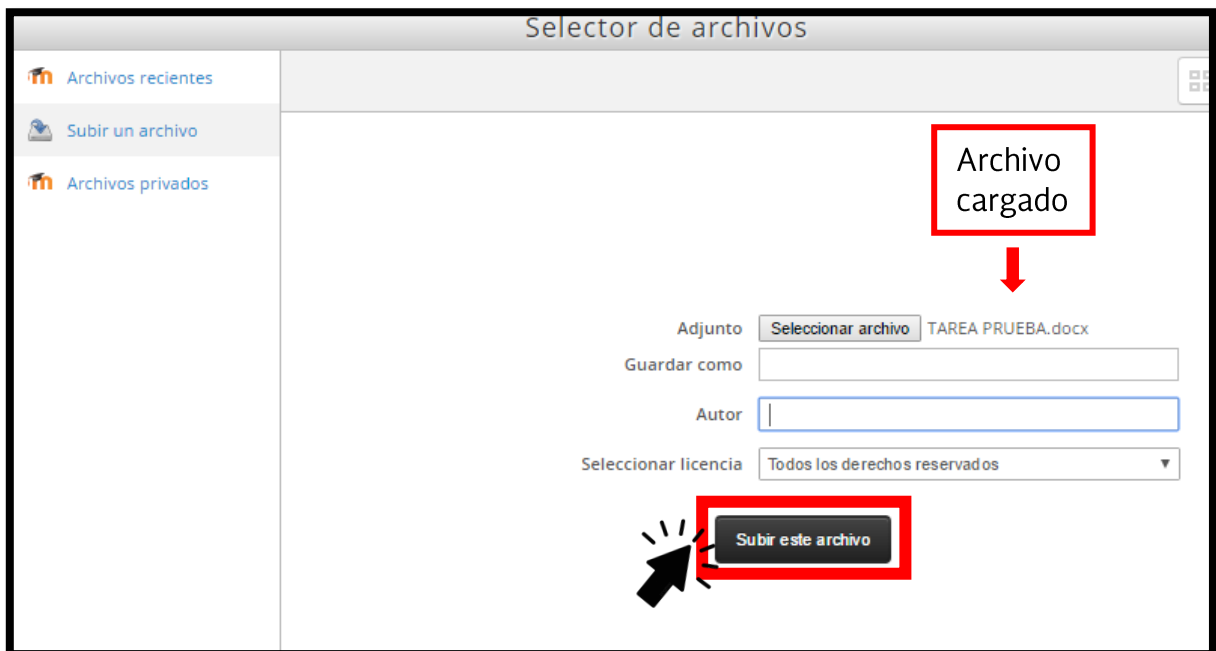 Selector de archivos
Archivos recientes
Subir un archivo
Archivos privados
Archivo
cargado
Adjunto Seleccionar archivo TAREA PRUEBA.docx
Guardar como
Autor
Seleccionar licencia Todos los derechos reservados
Subir este archivo